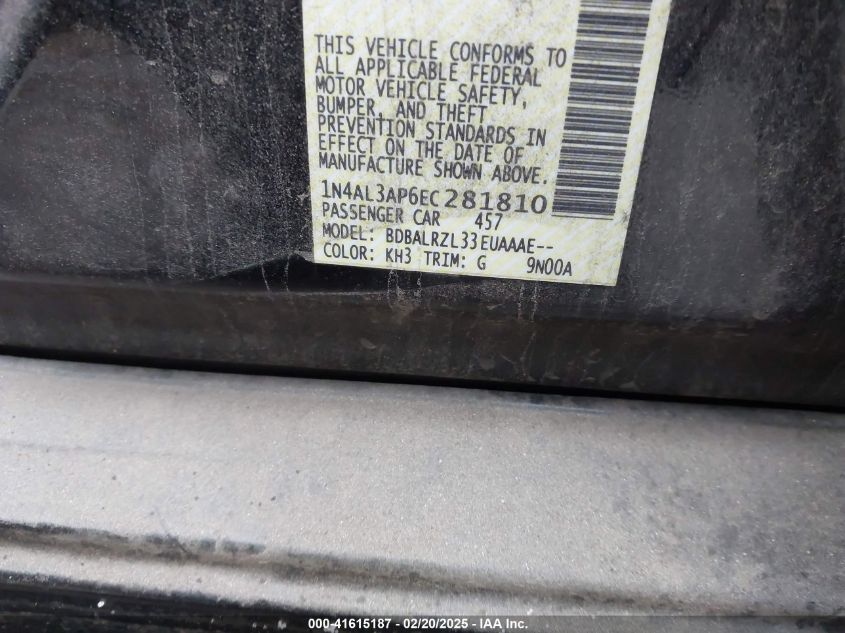 THIS VEHICLE CONFORMS TO
ALL APPLICABLE FEDERAL
MOTOR VEHICLE SAFETY,
BUMPER, AND THEFT
PREVENTION STANDARDS IN
EFFECT ON THE DATE OF
MANUFACTURE SHOWN ABOVE.
1N4AL3AP6EC281810
PASSENGER CAR 457
MODEL: BDBALRZL33EUAAAE--
COLOR: KH3 TRIM: G 9N00A
000-41615187 - 02/20/2025 - IAA Inc.